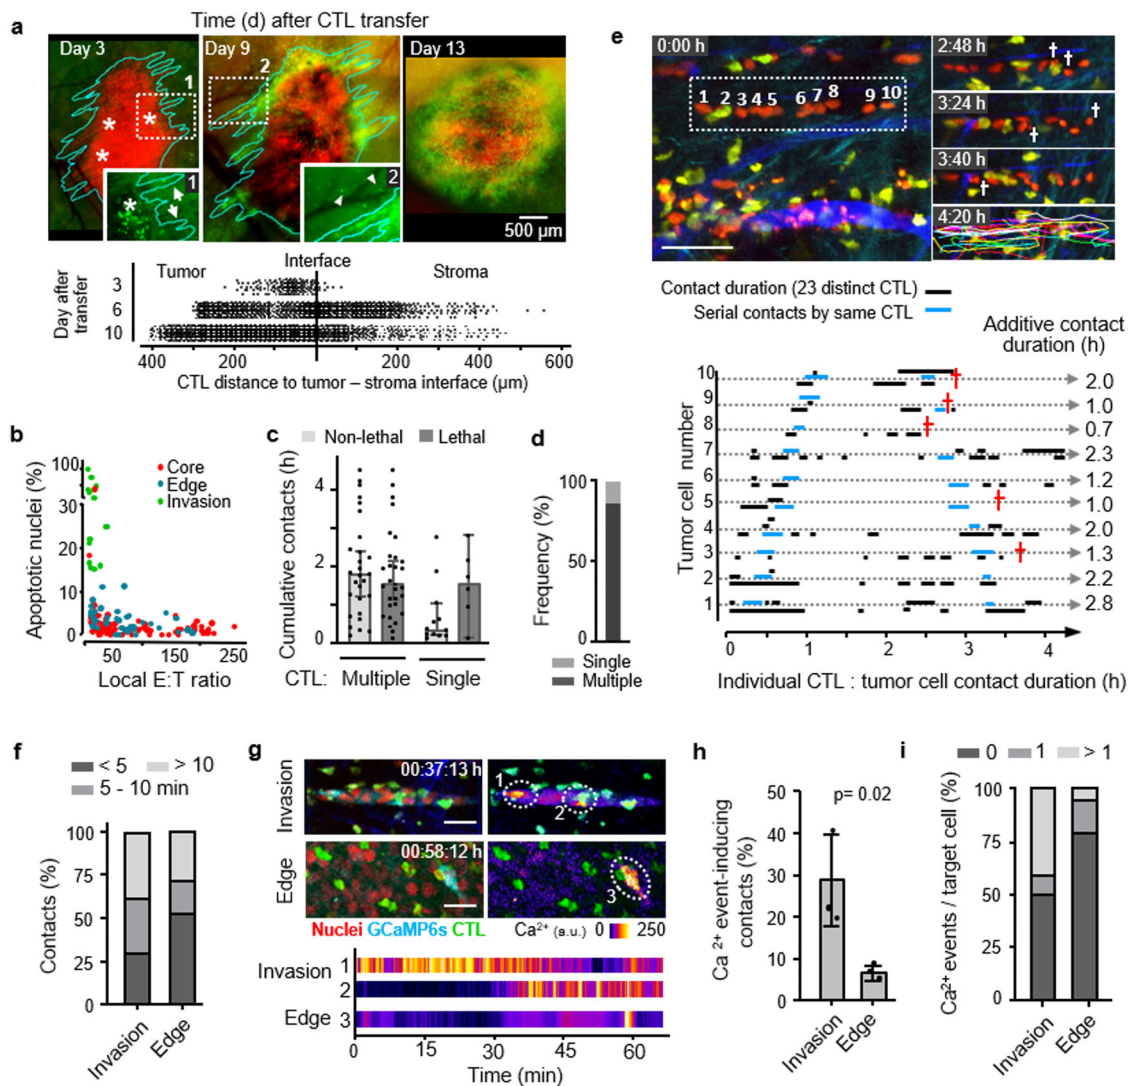 a
Time (d) after CTL transfer
Day 3
1
*
*
*
1
*
Day 9
2
2
Day 13
500 µm
Tumor
Interface
Stroma
Day after
transfer
3
6
10
400 200 0 200 400 600
CTL distance to tumor – stroma interface (µm)
b
Apoptotic nuclei (%)
100
80
30
20
10
0
Core
Edge
Invasion
50 100 150 200 250
Local E:T ratio
c
Non-lethal Lethal
Cumulative contacts (h)
4
2
0
CTL: Multiple Single
d
Frequency (%)
100
50
0
Single
Multiple
e
0:00 h
1 2 3 4 5 6 7 8 9 10
2:48 h
3:24 h
3:40 h
4:20 h
Contact duration (23 distinct CTL)
Serial contacts by same CTL
Additive contact
duration (h)
Tumor cell number
10 2.0
9 1.0
8 0.7
7 2.3
6 1.2
5 1.0
4 2.0
3 1.3
2 2.2
1 2.8
0 1 2 3 4
Individual CTL : tumor cell contact duration (h)
f
< 5 > 10
5 - 10 min
Contacts (%)
100
75
50
25
0
Invasion
Edge
g
Invasion
00:37:13 h
1
2
Edge
00:58:12 h
3
Nuclei GCaMP6s CTL
Ca²⁺ (s.u.) 0 250
Invasion 1
2
Edge 3
0 15 30 45 60
Time (min)
h
Ca ²⁺ event-inducing
contacts (%)
50
40
30
20
10
0
p= 0.02
Invasion
Edge
i
0 1 > 1
Ca²⁺ events / target cell (%)
100
75
50
25
0
Invasion
Edge